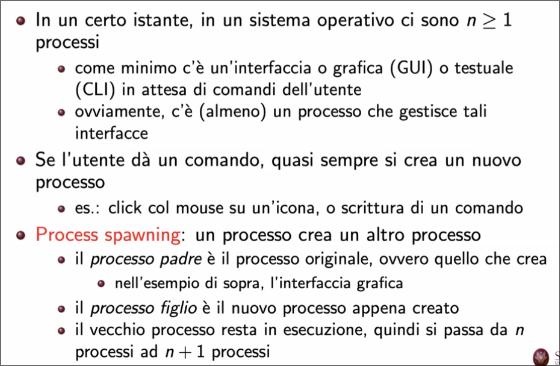 In un certo istante, in un sistema operativo ci sono n ≥ 1
processi
come minimo c'è un'interfaccia o grafica (GUI) o testuale
(CLI) in attesa di comandi dell'utente
ovviamente, c'è (almeno) un processo che gestisce tali
interfacce
Se l'utente dà un comando, quasi sempre si crea un nuovo
processo
es.: click col mouse su un'icona, o scrittura di un comando
Process spawning: un processo crea un altro processo
il processo padre è il processo originale, ovvero quello che crea
nell'esempio di sopra, l'interfaccia grafica
il processo figlio è il nuovo processo appena creato
il vecchio processo resta in esecuzione, quindi si passa da n
processi ad n + 1 processi